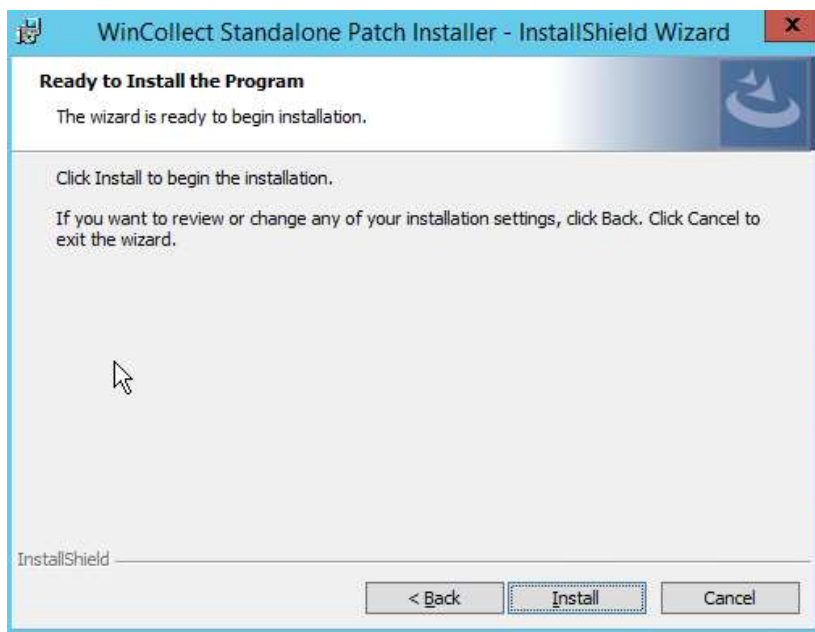 WinCollect Standalone Patch Installer - InstallShield Wizard
x
Ready to Install the Program
The wizard is ready to begin installation.
Click Install to begin the installation.
If you want to review or change any of your installation settings, click Back. Click Cancel to
exit the wizard.
InstallShield
< Back Install Cancel